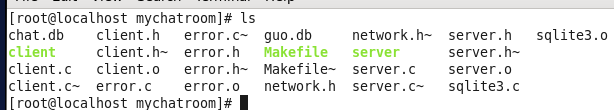 [root@localhost mychatroom]# ls
chat.db client.h error.c~ guo.db network.h~ server.h sqlite3.o
client client.h~ error.h Makefile server server.h~
client.c client.o error.h~ Makefile~ server.c server.o
client.c~ error.c error.o network.h server.c~ sqlite3.c
[root@localhost mychatroom]#